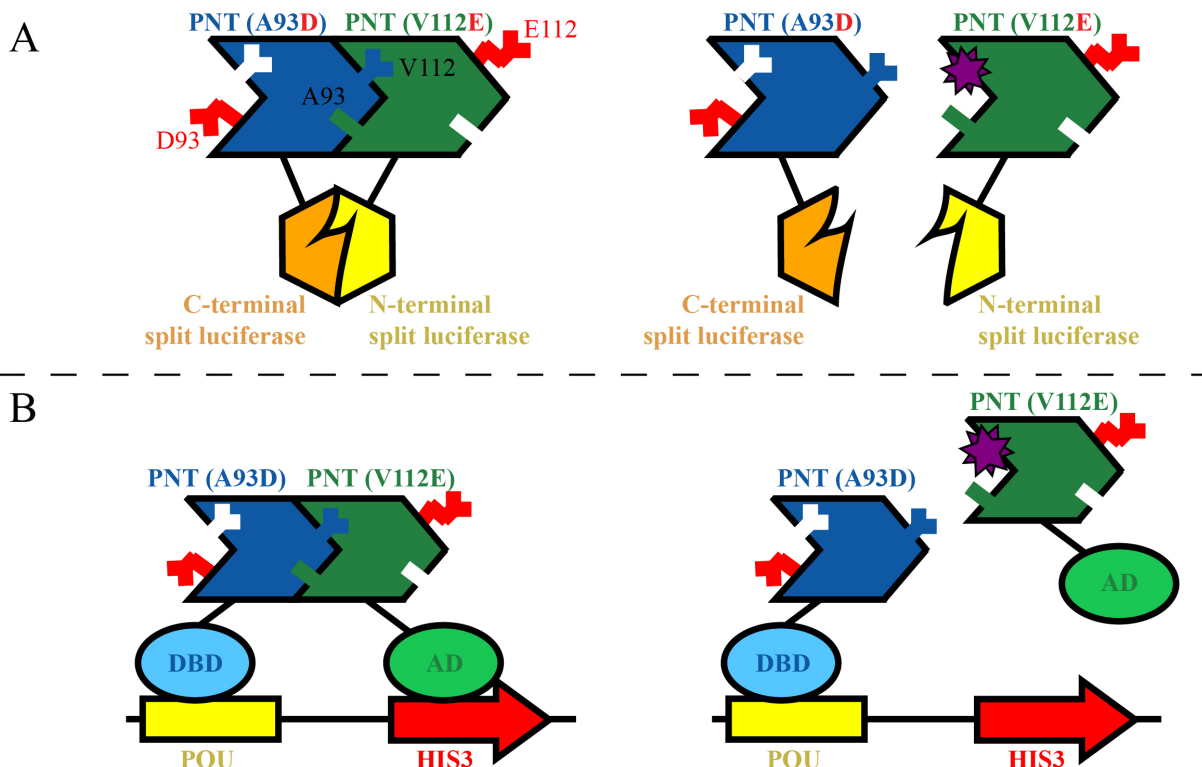 A
PNT (A93D) PNT (V112E)
E112
V112
A93
D93
C-terminal
split luciferase
N-terminal
split luciferase
PNT (A93D)
PNT (V112E)
E112
D93
C-terminal
split luciferase
N-terminal
split luciferase
B
PNT (A93D) PNT (V112E)
DBD
AD
POU
HIS3
PNT (V112E)
PNT (A93D)
AD
DBD
POU
HIS3